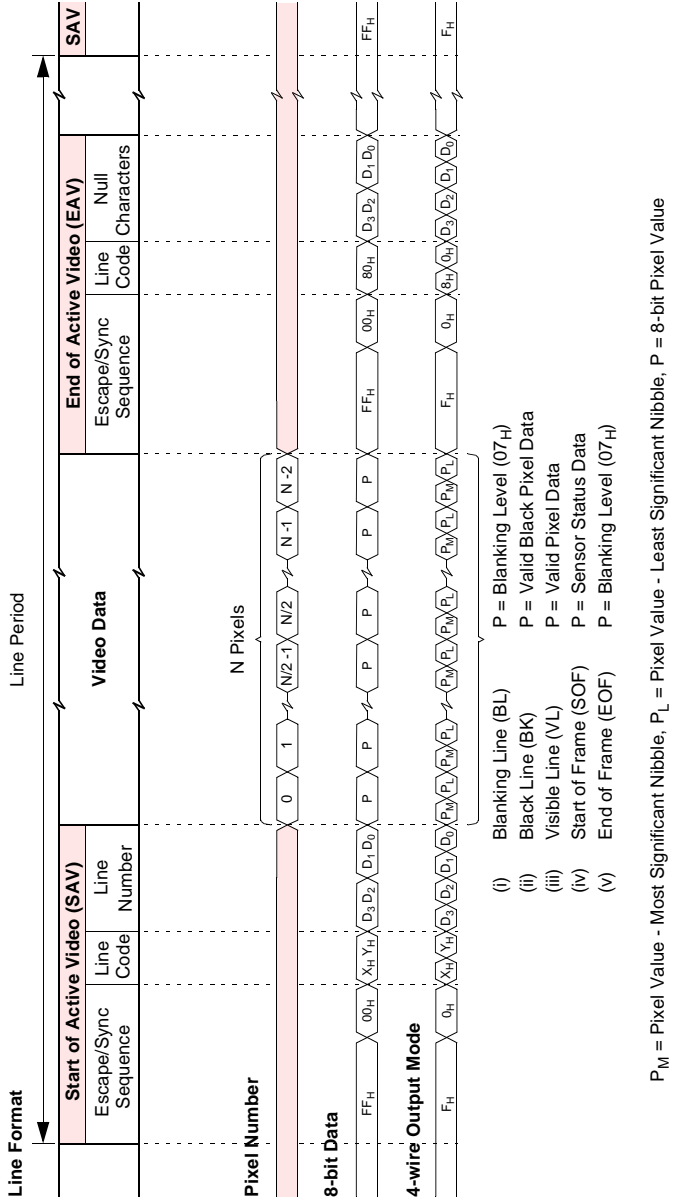 Line Format
Line Period
Start of Active Video (SAV)
Video Data
End of Active Video (EAV)
SAV
Escape/Sync Sequence
Line Code
Line Number
Escape/Sync Sequence
Line Code
Null Characters
N Pixels
Pixel Number
0 1 N/2 -1 N/2 N -1 N -2
8-bit Data
FFH 00H XH YH D3 D2 D1 D0 P P P P P P FFH 00H 80H D3 D2 D1 D0 FFH
4-wire Output Mode
FH 0H XH YH D3 D2 D1 D0 PM PL PM PL PM PL PM PL PM PL PM PL FH 0H 8H 0H D3 D2 D1 D0 FH
(i) Blanking Line (BL) P = Blanking Level (07H)
(ii) Black Line (BK) P = Valid Black Pixel Data
(iii) Visible Line (VL) P = Valid Pixel Data
(iv) Start of Frame (SOF) P = Sensor Status Data
(v) End of Frame (EOF) P = Blanking Level (07H)
PM = Pixel Value - Most Significant Nibble, PL = Pixel Value - Least Significant Nibble, P = 8-bit Pixel Value